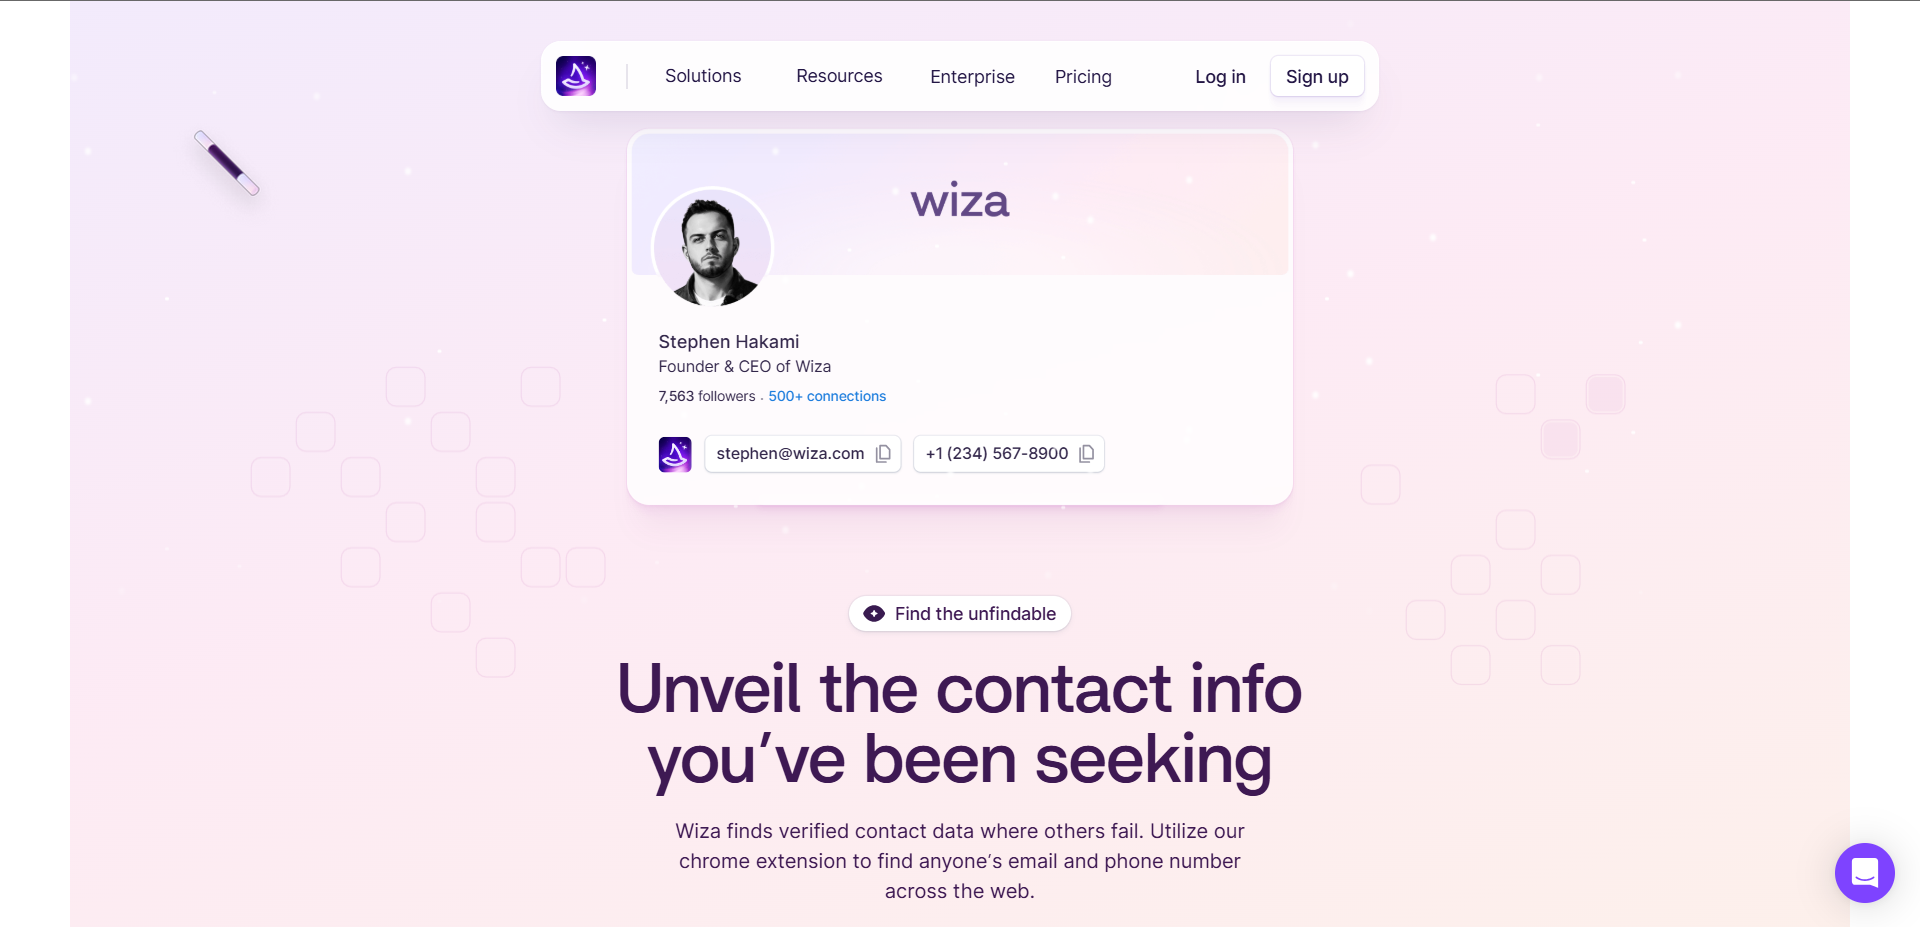 Solutions Resources Enterprise Pricing Log in Sign up
wiza
Stephen Hakami
Founder & CEO of Wiza
7,563 followers . 500+ connections
stephen@wiza.com +1 (234) 567-8900
Find the unfindable
Unveil the contact info
you’ve been seeking
Wiza finds verified contact data where others fail. Utilize our
chrome extension to find anyone’s email and phone number
across the web.